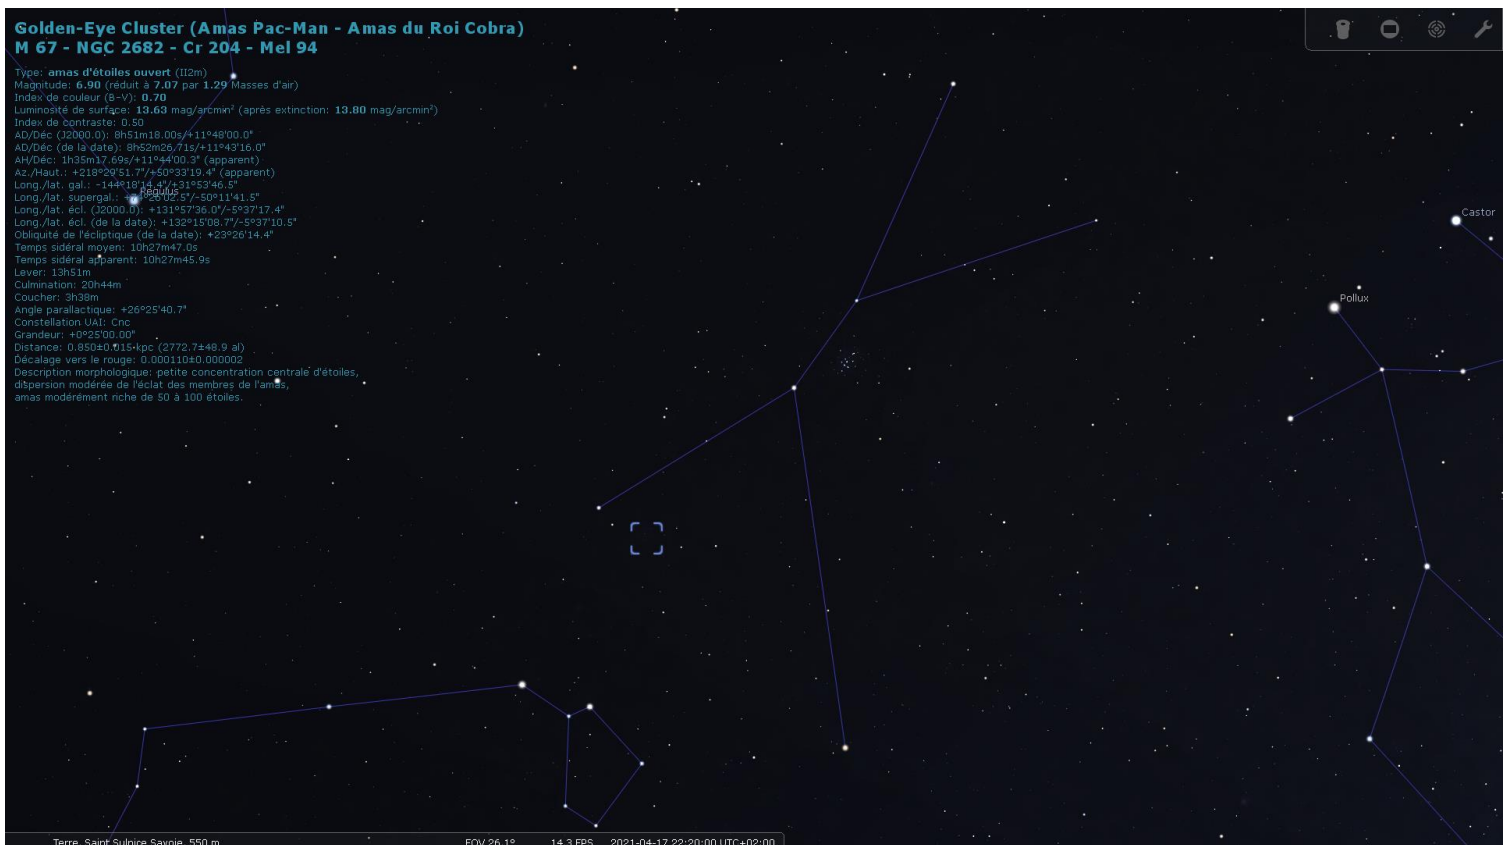 Golden-Eye Cluster (Amas Pac-Man - Amas du Roi Cobra)
M 67 - NGC 2682 - Cr 204 - Mel 94
Type: amas d'étoiles ouvert (II2m)
Magnitude: 6.90 (réduit à 7.07 par 1.29 Masses d'air)
Index de couleur (B-V): 0.70
Luminosité de surface: 13.63 mag/arcmin² (après extinction: 13.80 mag/arcmin²)
Index de contraste: 0.50
AD/Déc (J2000.0): 8h51m18.00s/+11°48'00.0"
AD/Déc (de la date): 8h52m26.71s/+11°43'16.0"
AH/Déc: 1h35m17.69s/+11°44'00.3" (apparent)
Az./Haut.: +218°29'51.7"/+50°33'19.4" (apparent)
Long./lat. gal.: -144°18'14.4"/+31°53'46.5"
Long./lat. supergal.: 26'02.5"/-50°11'41.5"
Long./lat. écl. (J2000.0): +131°57'36.0"/-5°37'17.4"
Long./lat. écl. (de la date): +132°15'08.7"/-5°37'10.5"
Obliquité de l'écliptique (de la date): +23°26'14.4"
Temps sidéral moyen: 10h27m47.0s
Temps sidéral apparent: 10h27m45.9s
Lever: 13h51m
Culmination: 20h44m
Coucher: 3h38m
Angle parallactique: +26°25'40.7"
Constellation UAI: Cnc
Grandeur: +0°25'00.00"
Distance: 0.850±0.015 kpc (2772.7±48.9 al)
Décalage vers le rouge: 0.000110±0.000002
Description morphologique: petite concentration centrale d'étoiles,
dispersion modérée de l'éclat des membres de l'amas,
amas modérément riche de 50 à 100 étoiles.
Regulus
Castor
Pollux
Terre, Saint Sulpice Savoie, 550 m
FOV 26.1°
14.3 FPS
2021-04-17 22:20:00 UTC+02:00